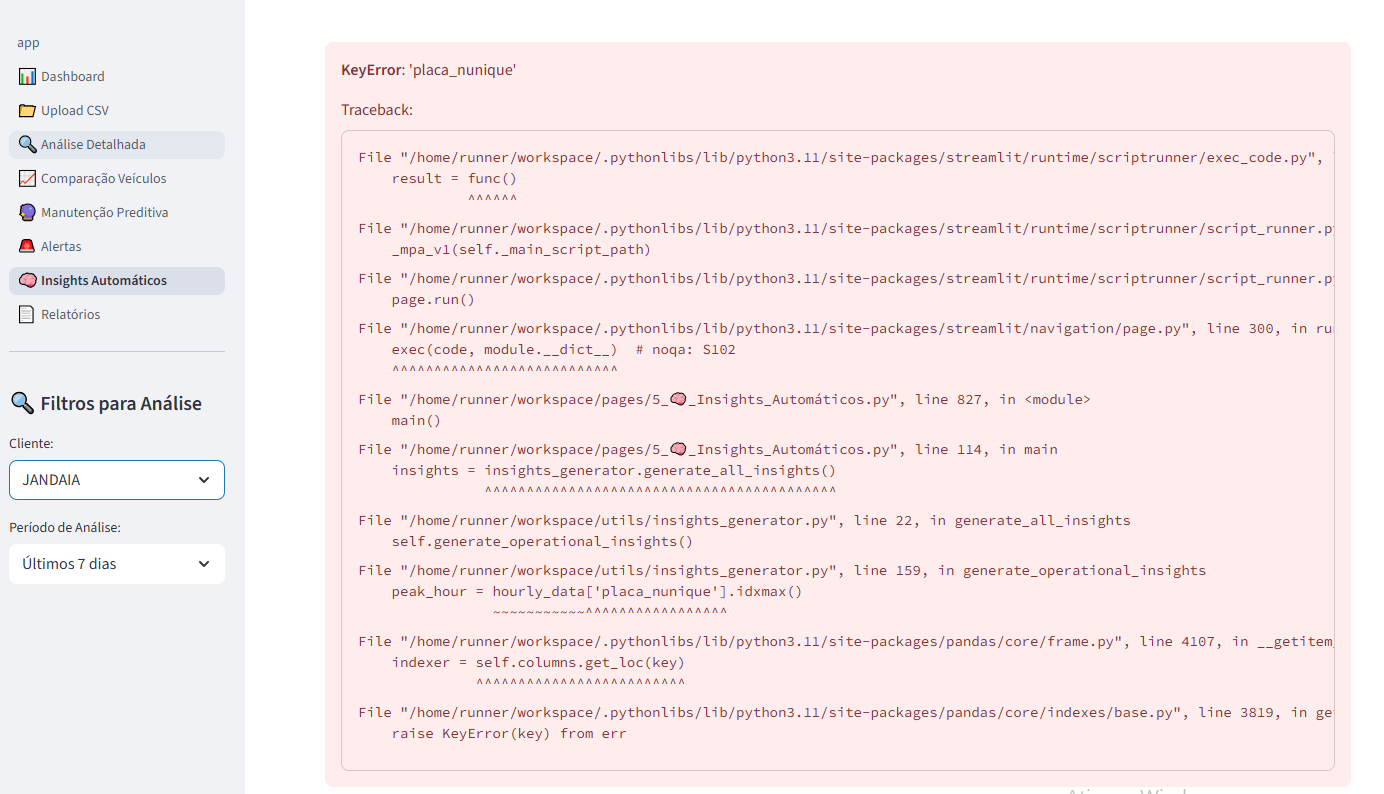 app
Dashboard
Upload CSV
Análise Detalhada
Comparação Veículos
Manutenção Preditiva
Alertas
Insights Automáticos
Relatórios
Filtros para Análise
Cliente:
JANDAIA
Período de Análise:
Últimos 7 dias
KeyError: 'placa_nunique'
Traceback:
File "/home/runner/workspace/.pythonlibs/lib/python3.11/site-packages/streamlit/runtime/scriptrunner/exec_code.py",
result = func()
^^^^^^
File "/home/runner/workspace/.pythonlibs/lib/python3.11/site-packages/streamlit/runtime/scriptrunner/script_runner.py
_mpa_v1(self._main_script_path)
File "/home/runner/workspace/.pythonlibs/lib/python3.11/site-packages/streamlit/runtime/scriptrunner/script_runner.py
page.run()
File "/home/runner/workspace/.pythonlibs/lib/python3.11/site-packages/streamlit/navigation/page.py", line 300, in ru
exec(code, module.__dict__)  # noqa: S102
^^^^^^^^^^^^^^^^^^^^^^^^^^^
File "/home/runner/workspace/pages/5_🧠_Insights_Automáticos.py", line 827, in <module>
main()
File "/home/runner/workspace/pages/5_🧠_Insights_Automáticos.py", line 114, in main
insights = insights_generator.generate_all_insights()
^^^^^^^^^^^^^^^^^^^^^^^^^^^^^^^^^^^^^^^^^^
File "/home/runner/workspace/utils/insights_generator.py", line 22, in generate_all_insights
self.generate_operational_insights()
File "/home/runner/workspace/utils/insights_generator.py", line 159, in generate_operational_insights
peak_hour = hourly_data['placa_nunique'].idxmax()
~~~~~~~~~~~^^^^^^^^^^^^^^^^^
File "/home/runner/workspace/.pythonlibs/lib/python3.11/site-packages/pandas/core/frame.py", line 4107, in __getitem_
indexer = self.columns.get_loc(key)
^^^^^^^^^^^^^^^^^^^^^^^^^
File "/home/runner/workspace/.pythonlibs/lib/python3.11/site-packages/pandas/core/indexes/base.py", line 3819, in ge
raise KeyError(key) from err